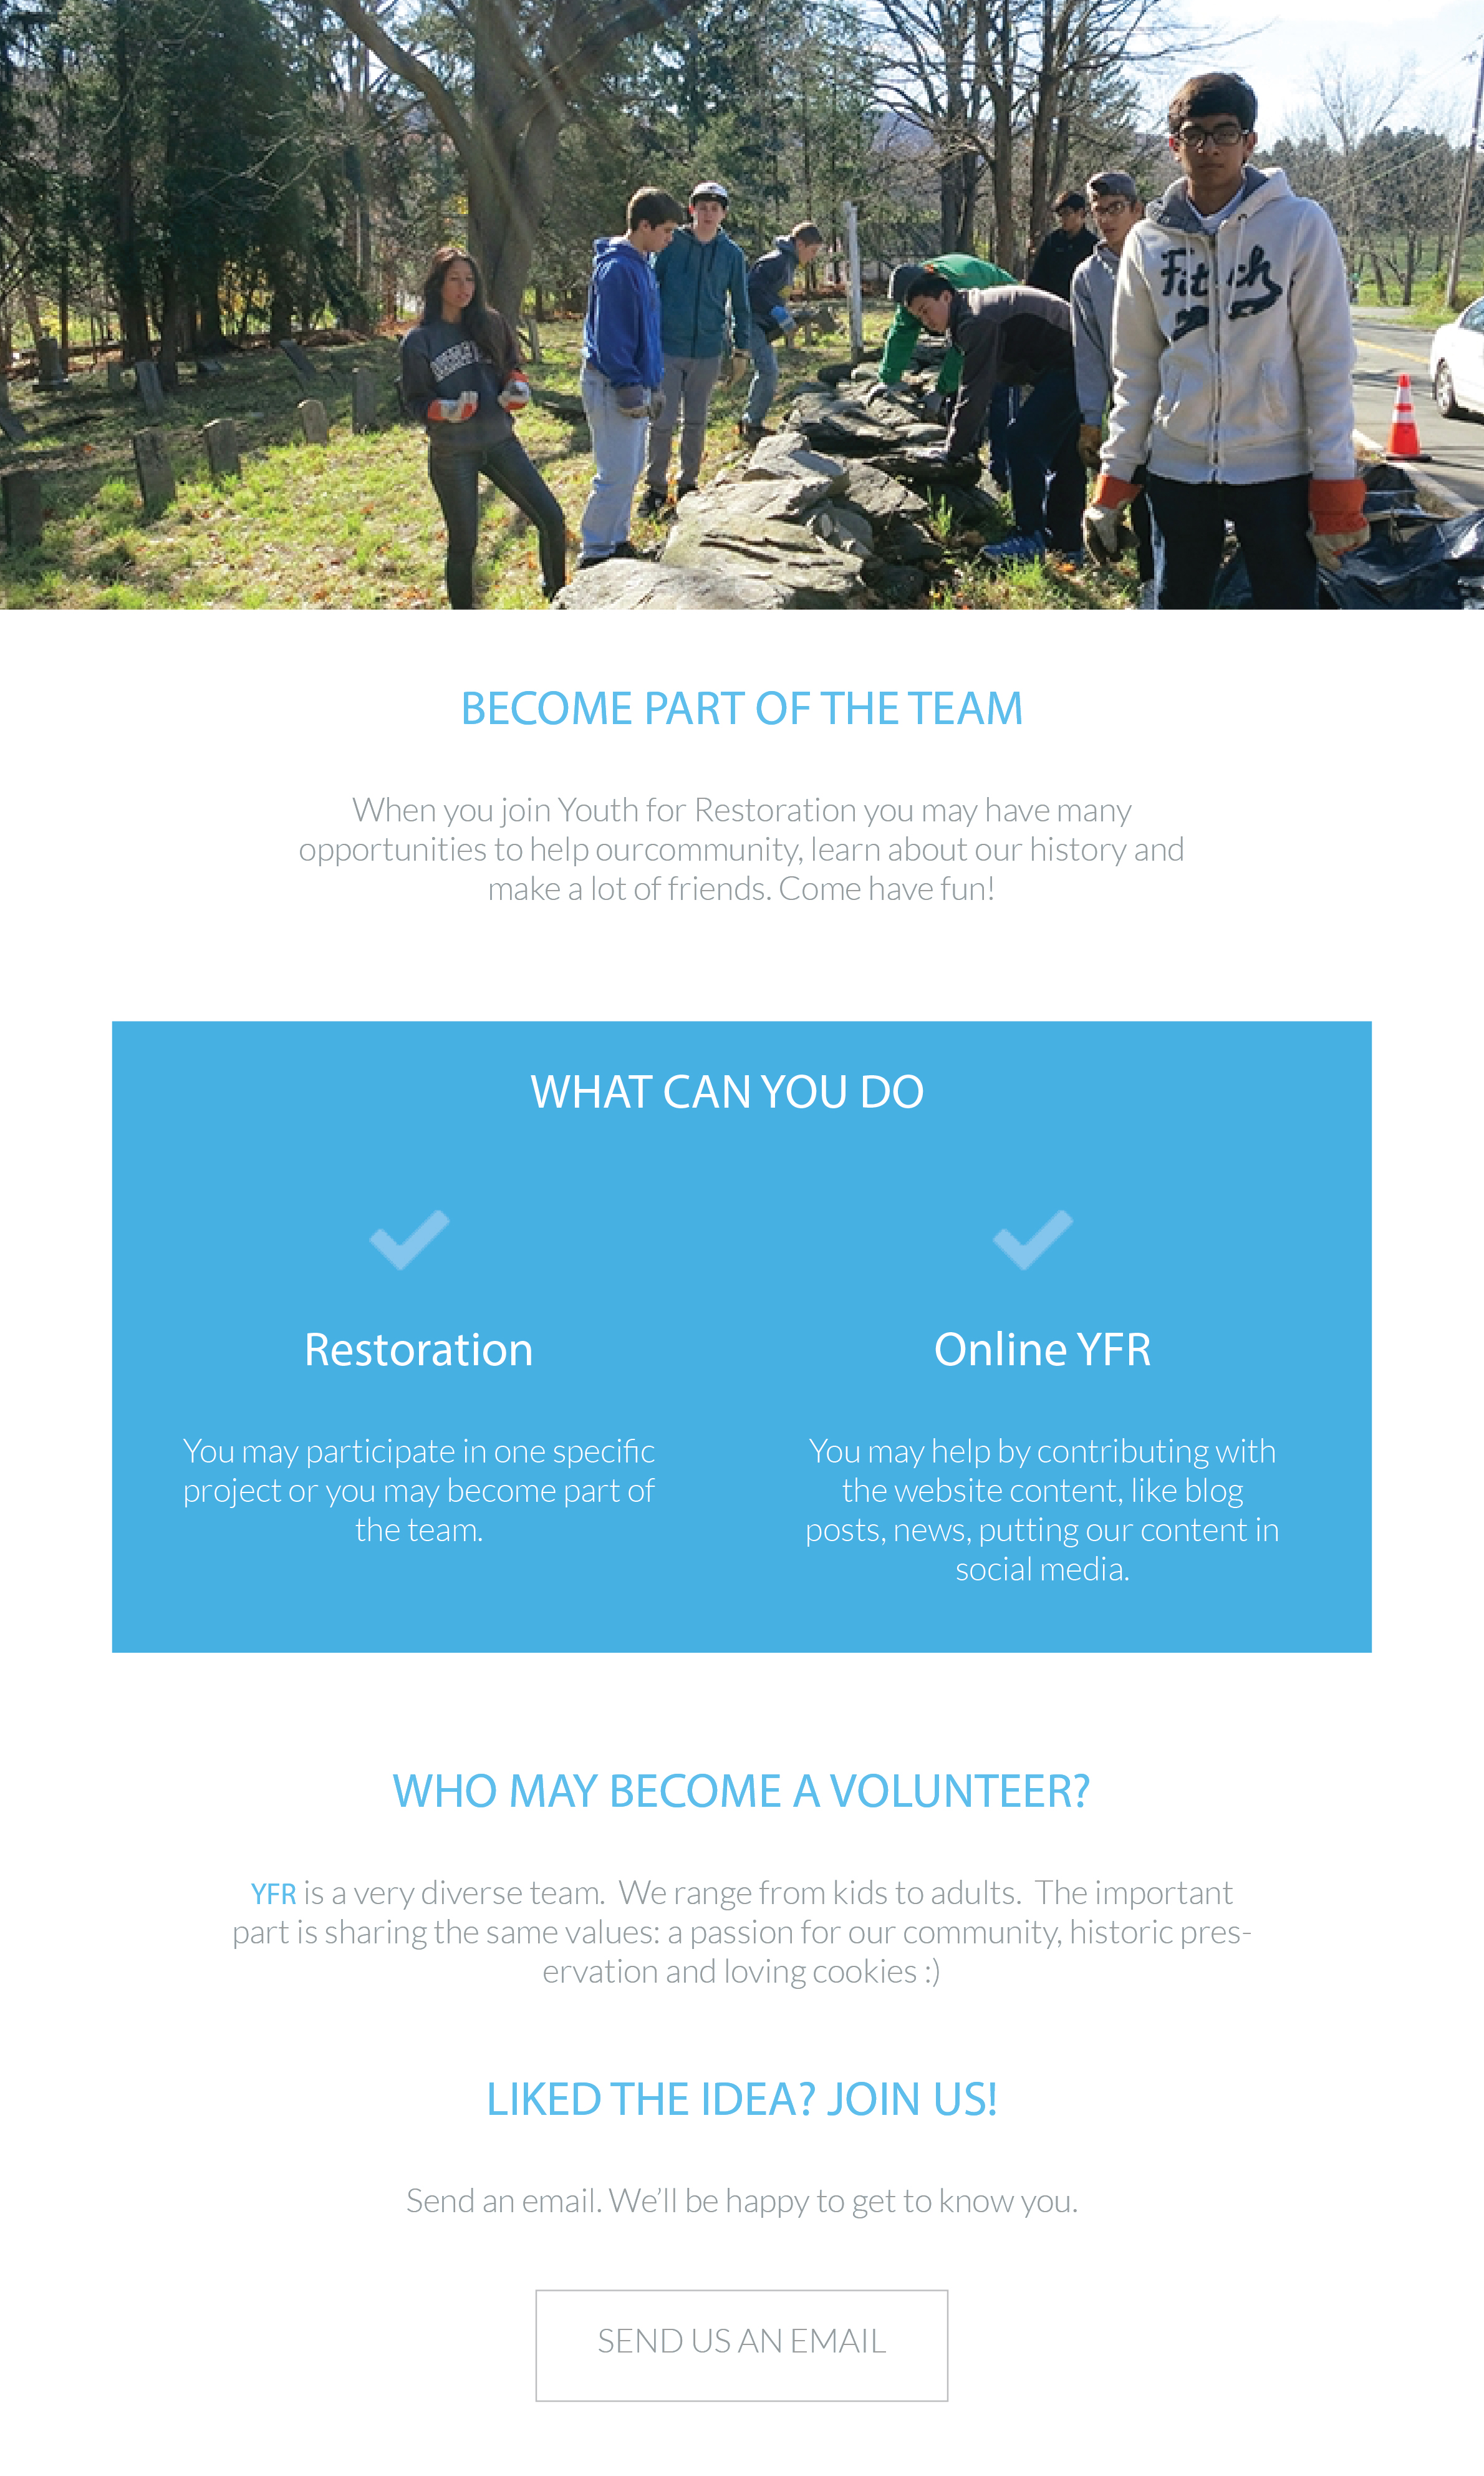 Fitch
BECOME PART OF THE TEAM
When you join Youth for Restoration you may have many
opportunities to help ourcommunity, learn about our history and
make a lot of friends. Come have fun!
WHAT CAN YOU DO
Restoration
You may participate in one specific
project or you may become part of
the team.
Online YFR
You may help by contributing with
the website content, like blog
posts, news, putting our content in
social media.
WHO MAY BECOME A VOLUNTEER?
YFR is a very diverse team.  We range from kids to adults.  The important
part is sharing the same values: a passion for our community, historic pres-
ervation and loving cookies :)
LIKED THE IDEA? JOIN US!
Send an email. We’ll be happy to get to know you.
SEND US AN EMAIL